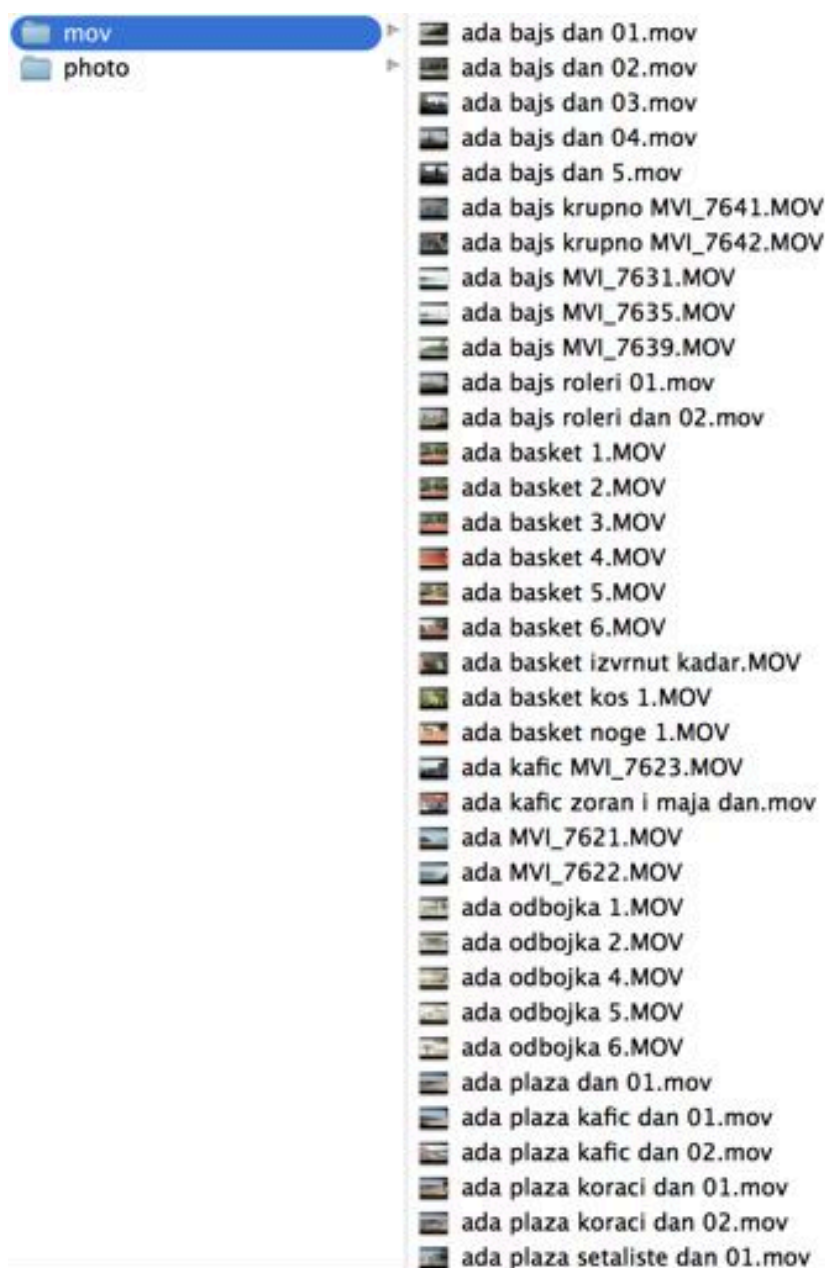 mov
photo
ada bajs dan 01.mov
ada bajs dan 02.mov
ada bajs dan 03.mov
ada bajs dan 04.mov
ada bajs dan 5.mov
ada bajs krupno MVI_7641.MOV
ada bajs krupno MVI_7642.MOV
ada bajs MVI_7631.MOV
ada bajs MVI_7635.MOV
ada bajs MVI_7639.MOV
ada bajs roleri 01.mov
ada bajs roleri dan 02.mov
ada basket 1.MOV
ada basket 2.MOV
ada basket 3.MOV
ada basket 4.MOV
ada basket 5.MOV
ada basket 6.MOV
ada basket izvrnut kadar.MOV
ada basket kos 1.MOV
ada basket noge 1.MOV
ada kafic MVI_7623.MOV
ada kafic zoran i maja dan.mov
ada MVI_7621.MOV
ada MVI_7622.MOV
ada odbojka 1.MOV
ada odbojka 2.MOV
ada odbojka 4.MOV
ada odbojka 5.MOV
ada odbojka 6.MOV
ada plaza dan 01.mov
ada plaza kafic dan 01.mov
ada plaza kafic dan 02.mov
ada plaza koraci dan 01.mov
ada plaza koraci dan 02.mov
ada plaza setaliste dan 01.mov